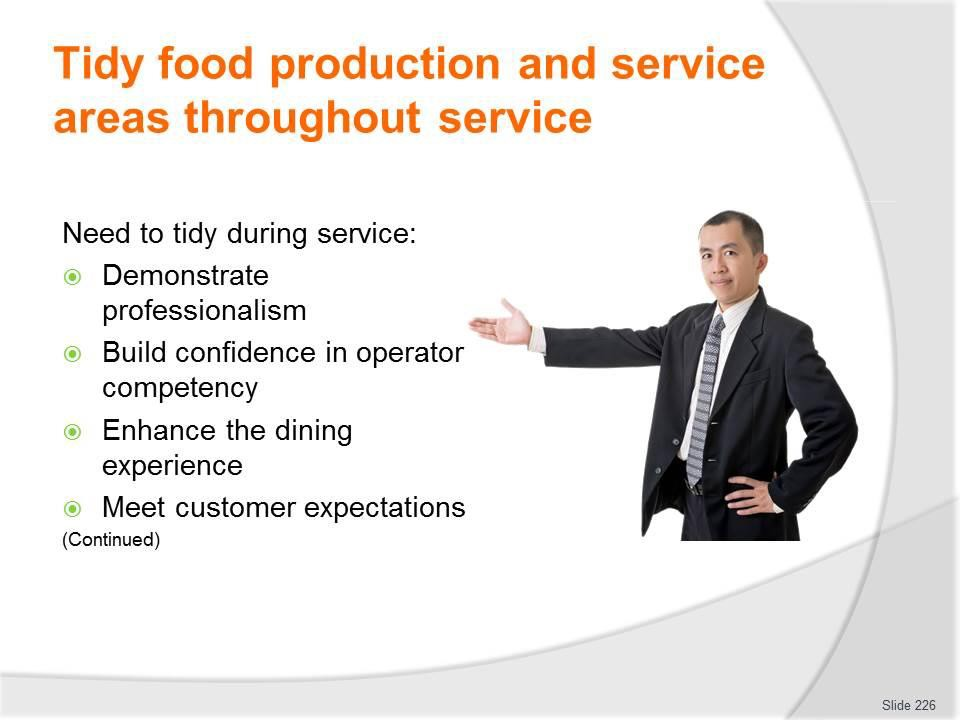 Tidy food production and service
areas throughout service
Need to tidy during service:
Demonstrate
professionalism
Build confidence in operator
competency
Enhance the dining
experience
Meet customer expectations
(Continued)
Slide 226